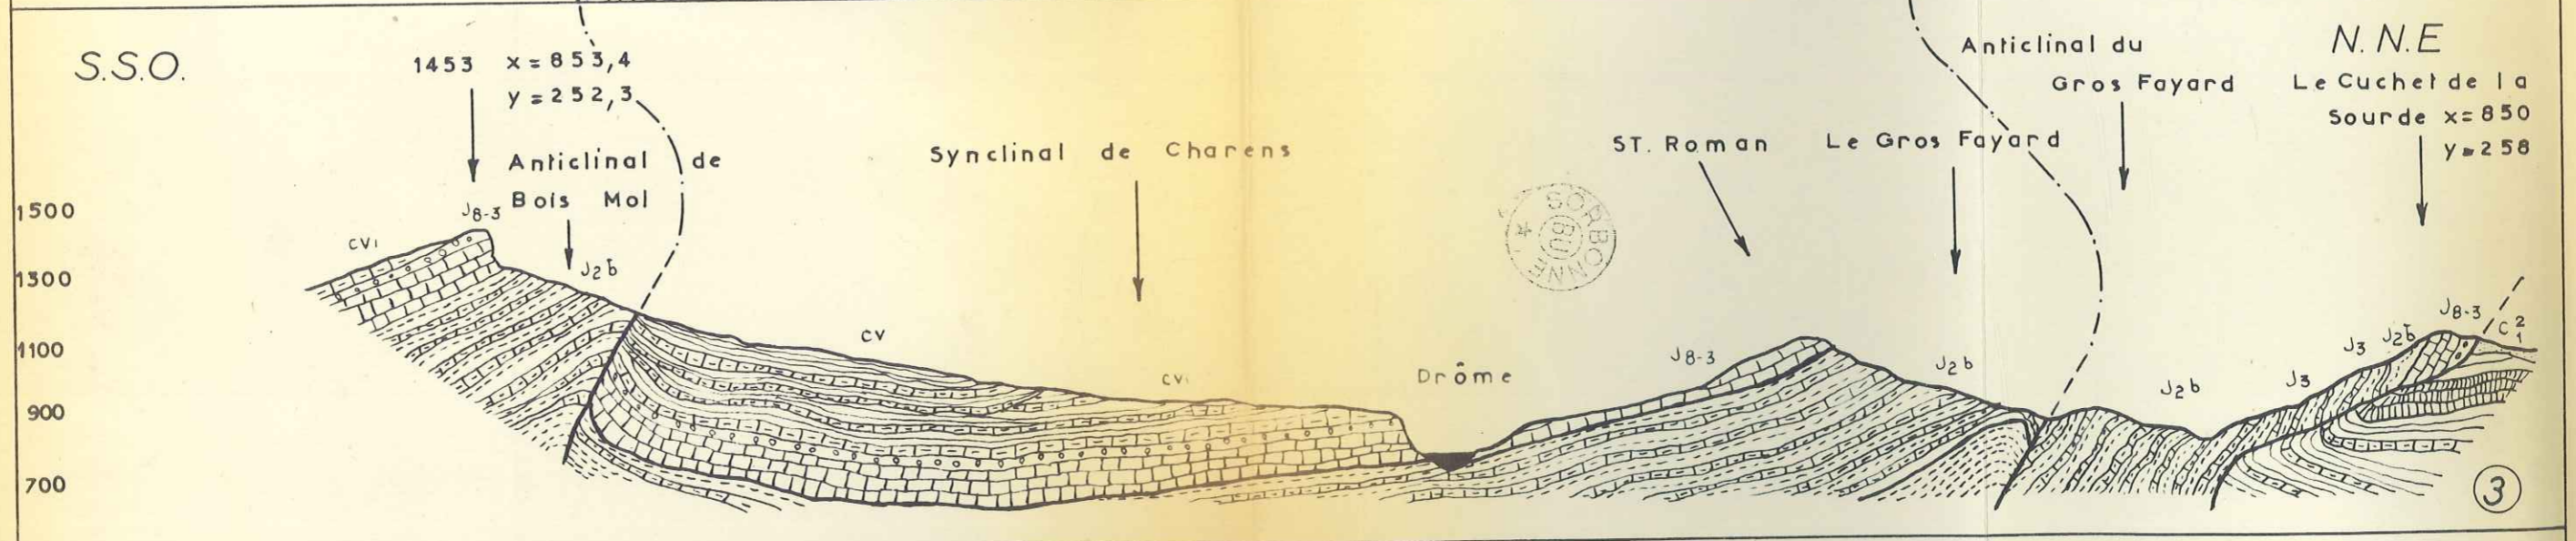 S.S.O.
1453 x=853,4
y=252,3
Anticlinal de
Bois Mol
Synclinal de Charens
ST. Roman
Le Gros Fayard
Anticlinal du
Gros Fayard
N.N.E
Le Cuchet de la
Sourde x=850
y=258
1500
1300
1100
900
700
CV1
J8-3
J2b
CV
CV1
Drôme
J8-3
J2b
J2b
J3
J3
J2b
J8-3
C 2 1
SORBONNE
BU
3